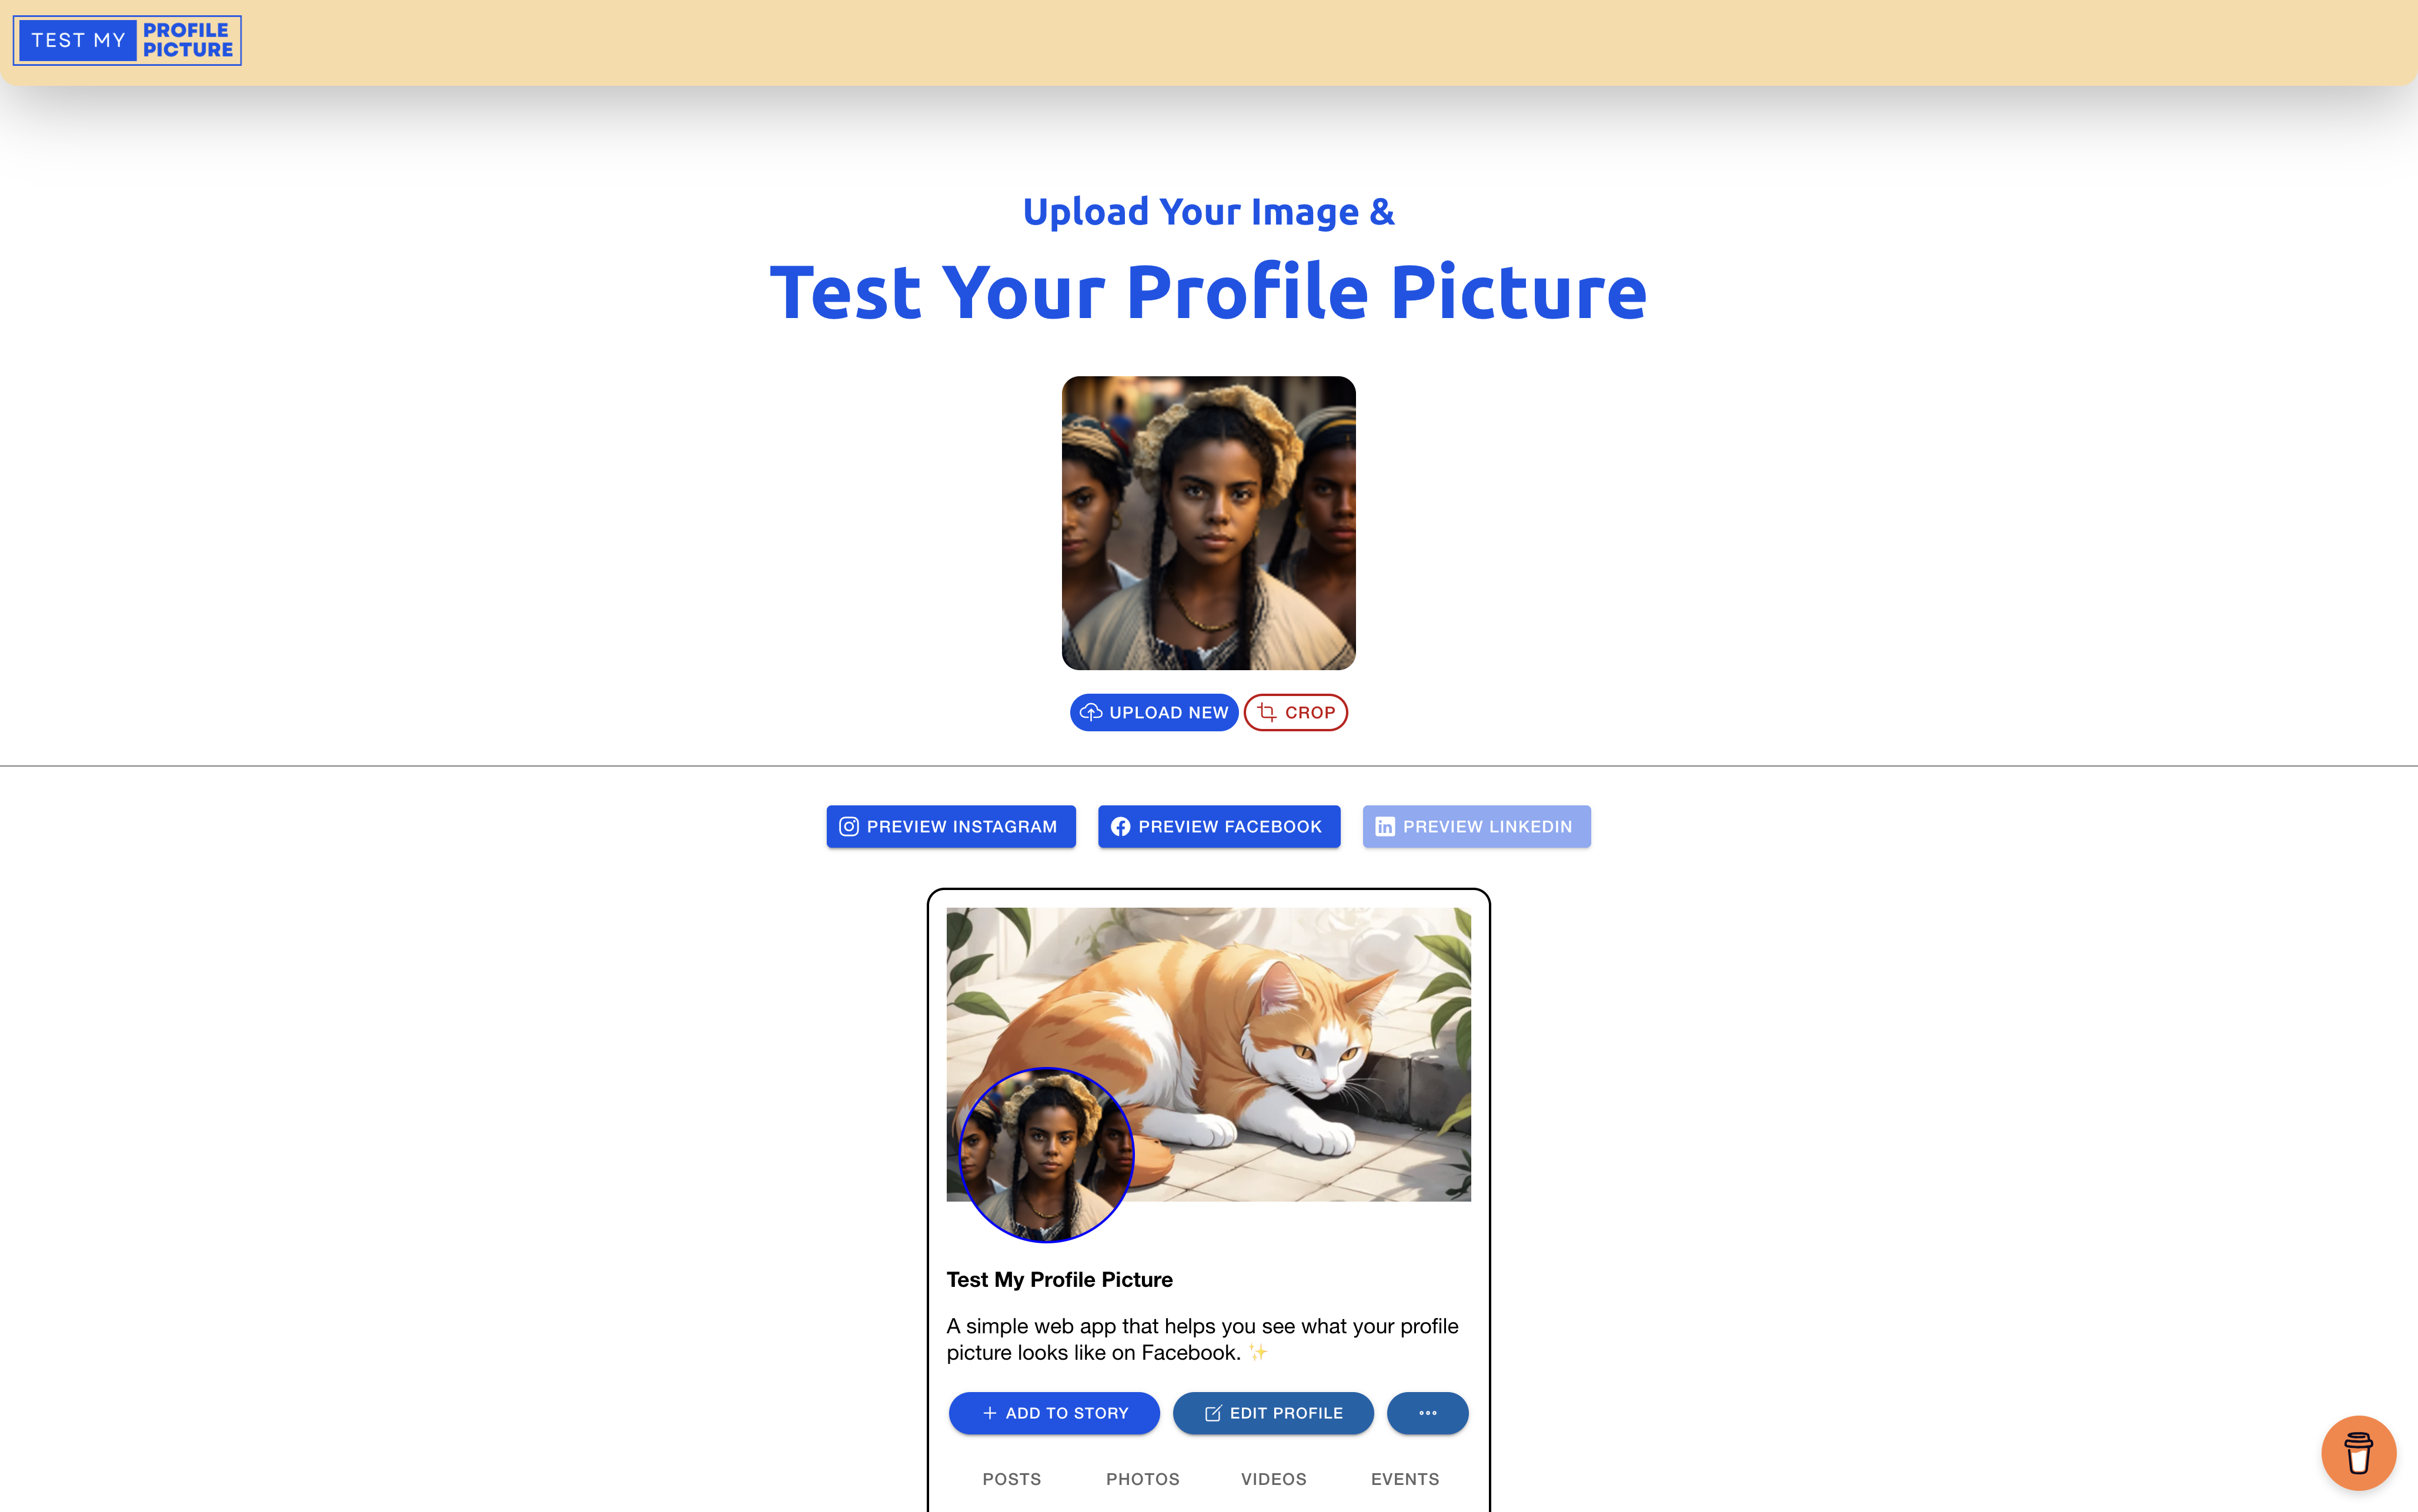 TEST MY PROFILE
PICTURE
Upload Your Image &
Test Your Profile Picture
UPLOAD NEW CROP
PREVIEW INSTAGRAM PREVIEW FACEBOOK PREVIEW LINKEDIN
Test My Profile Picture
A simple web app that helps you see what your profile
picture looks like on Facebook. ✨
ADD TO STORY EDIT PROFILE
POSTS PHOTOS VIDEOS EVENTS